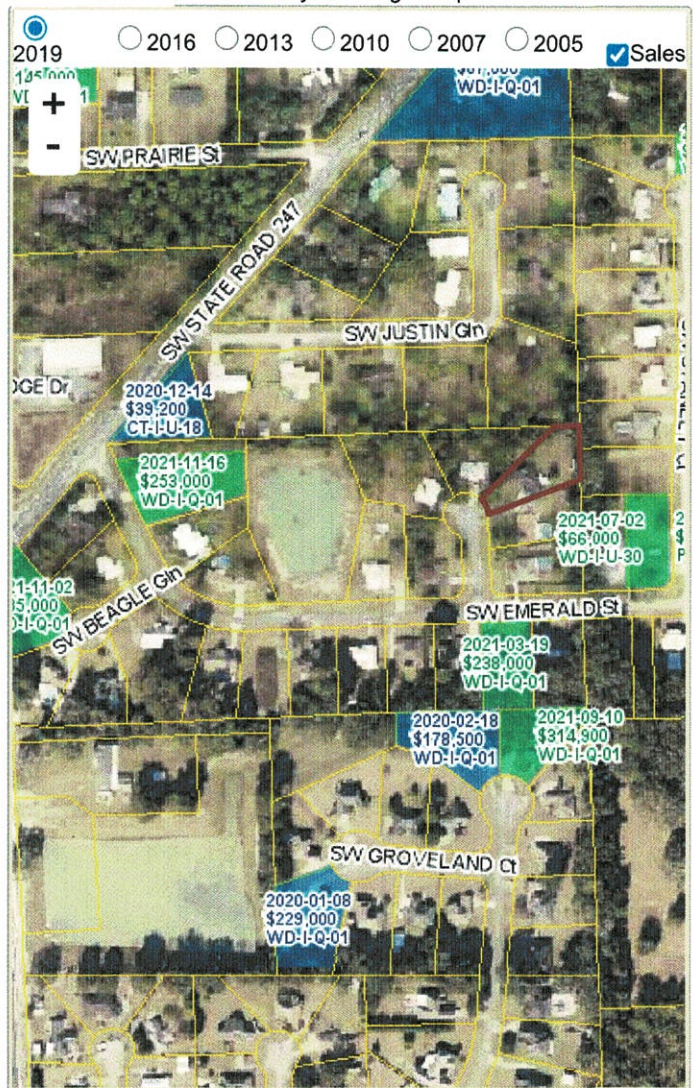 2019
2016
2013
2010
2007
2005
Sales
+
-
WD-I-Q-01
SW PRAIRIE St
SW STATE ROAD 247
SW JUSTIN Gln
2020-12-14
$39,200
CT-I-U-18
2021-11-16
$253,000
WD-I-Q-01
2021-07-02
$66,000
WD-I-U-30
SW BEAGLE Gln
SW EMERALD St
2021-03-19
$238,000
WD-I-Q-01
2020-02-18
$178,500
WD-I-Q-01
2021-09-10
$314,900
WD-I-Q-01
SW GROVELAND Ct
2020-01-08
$229,000
WD-I-Q-01